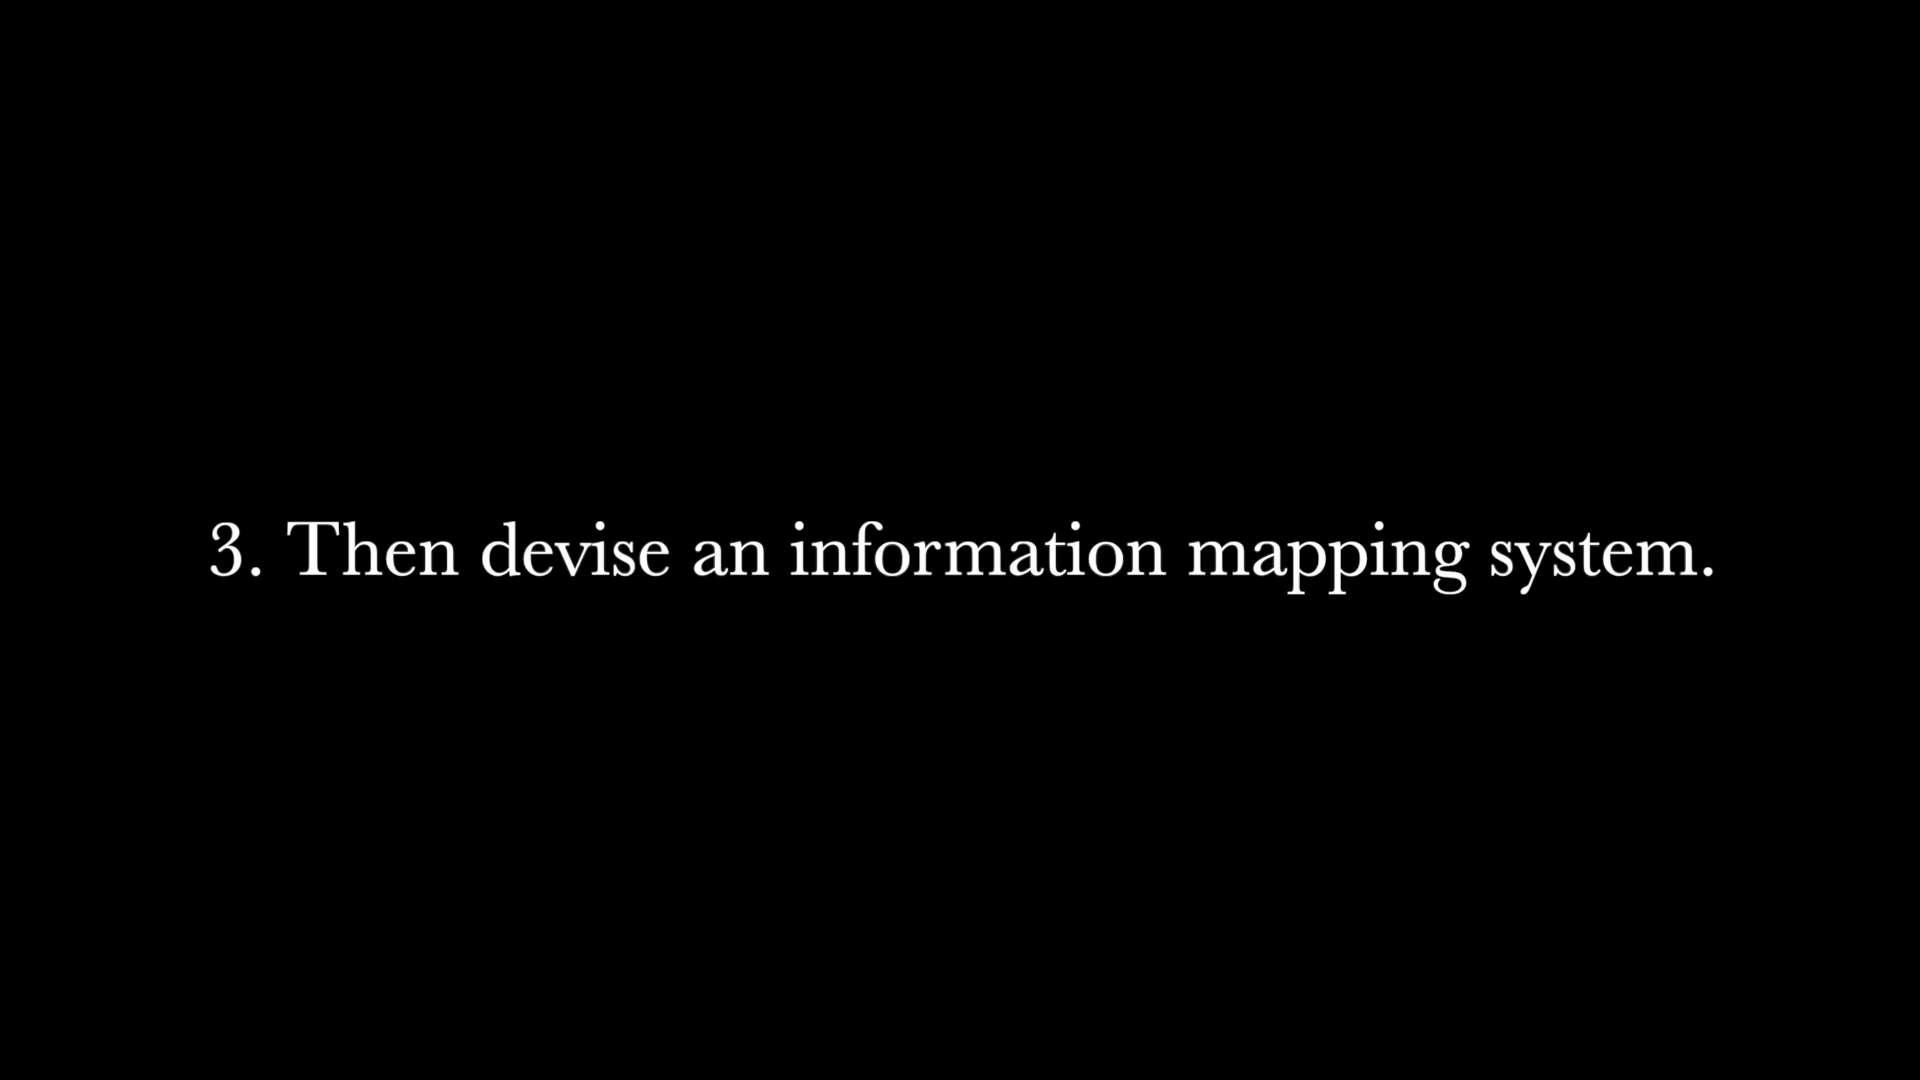 3. Then devise an information mapping system.